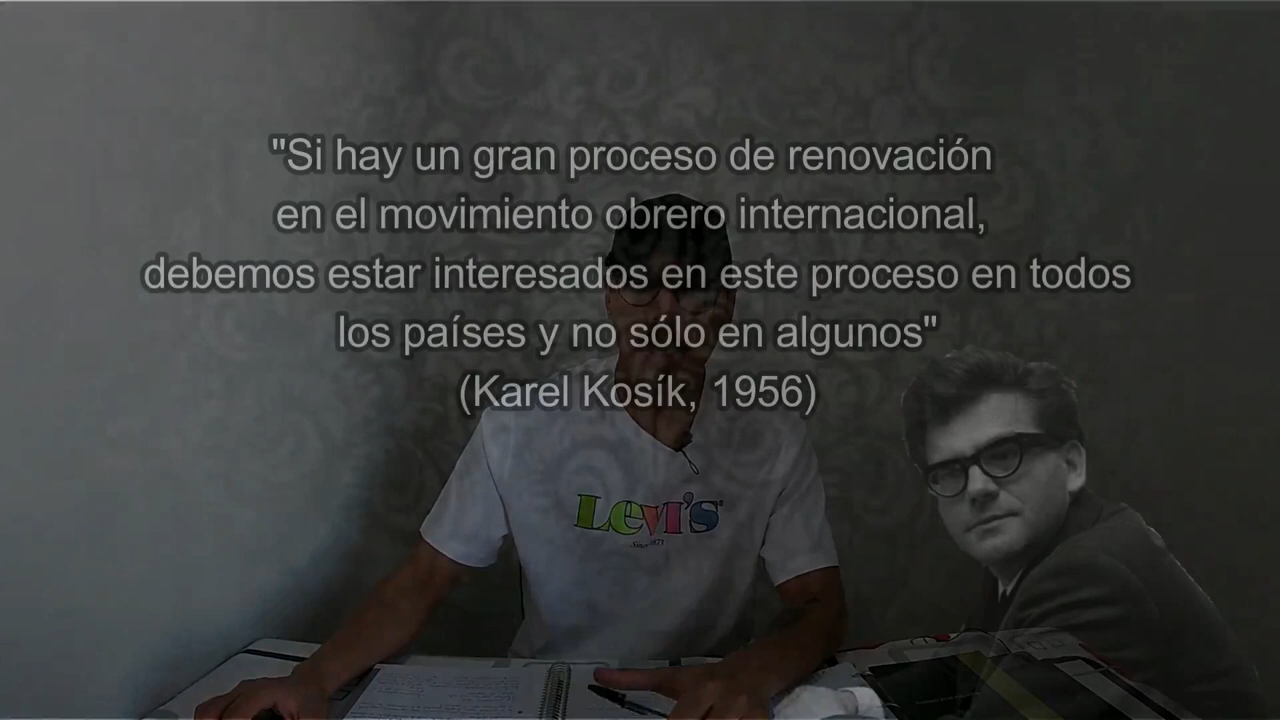 "Si hay un gran proceso de renovación
en el movimiento obrero internacional,
debemos estar interesados en este proceso en todos
los países y no sólo en algunos"
(Karel Kosík, 1956)
LEVI'S